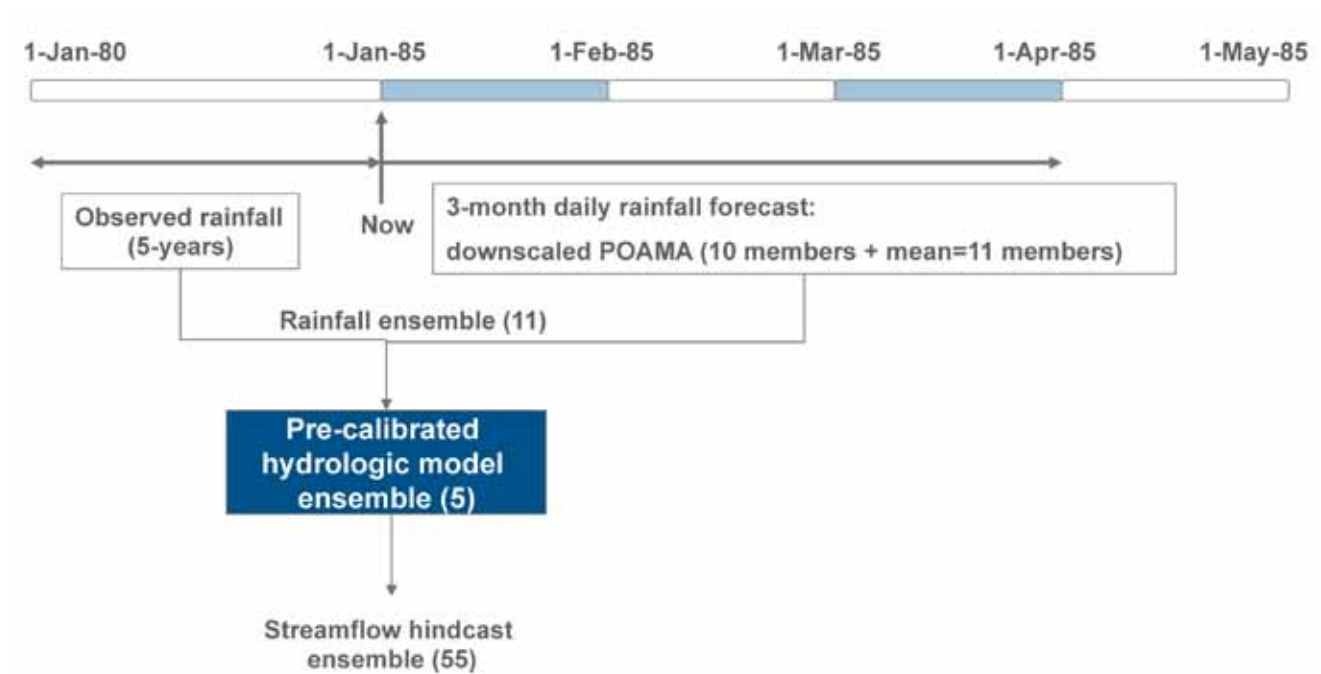 1-Jan-80 1-Jan-85 1-Feb-85 1-Mar-85 1-Apr-85 1-May-85
Observed rainfall
(5-years)
Now
3-month daily rainfall forecast:
downscaled POAMA (10 members + mean=11 members)
Rainfall ensemble (11)
Pre-calibrated
hydrologic model
ensemble (5)
Streamflow hindcast
ensemble (55)